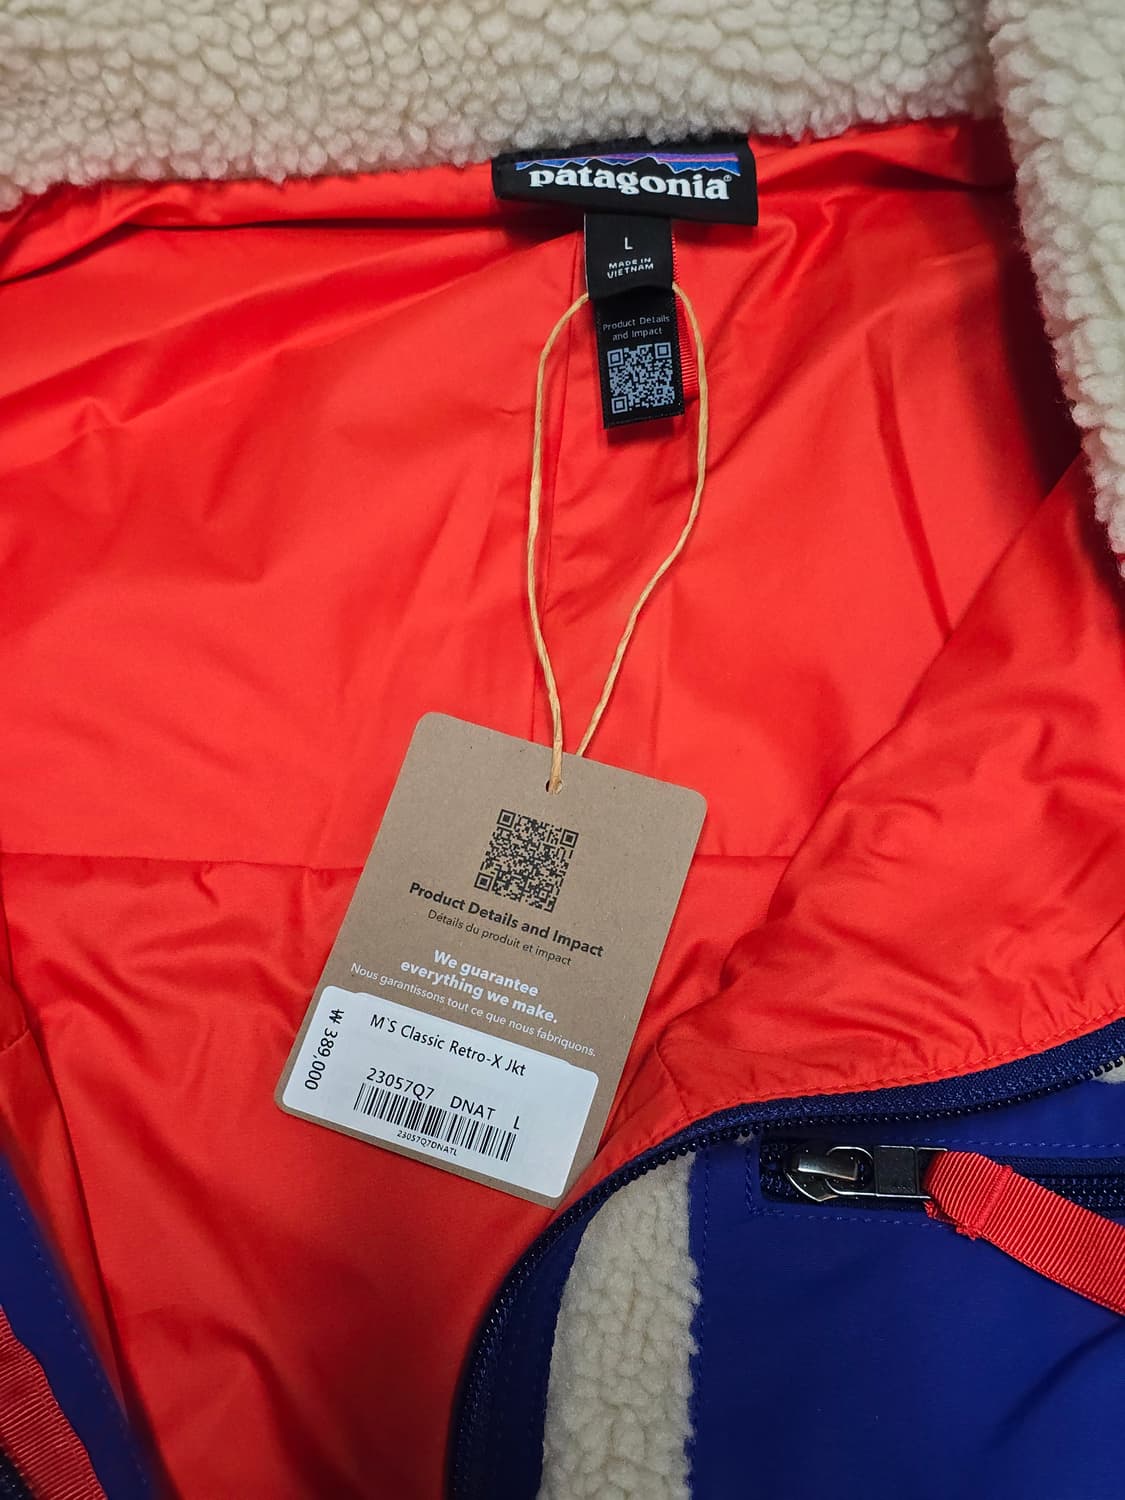 patagonia®
L
MADE IN
VIETNAM
Product Details
and Impact
Product Details and Impact
Détails du produit et impact
We guarantee
everything we make.
Nous garantissons tout ce que nous fabriquons.
₩ 389,000
M`S Classic Retro-X Jkt
23057Q7 DNAT L
23057Q7DNATL